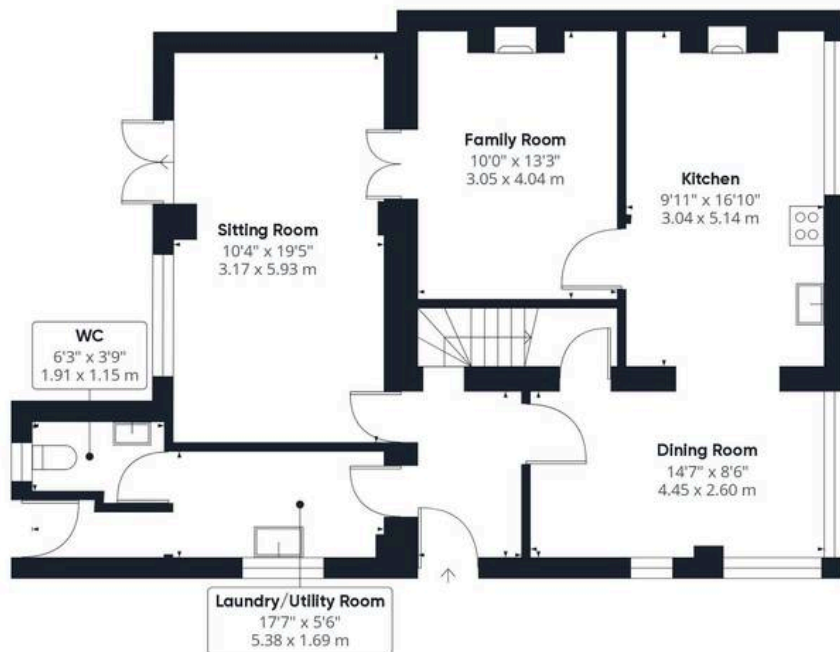 Family Room
10'0" x 13'3"
3.05 x 4.04 m
Kitchen
9'11" x 16'10"
3.04 x 5.14 m
Sitting Room
10'4" x 19'5"
3.17 x 5.93 m
WC
6'3" x 3'9"
1.91 x 1.15 m
Dining Room
14'7" x 8'6"
4.45 x 2.60 m
Laundry/Utility Room
17'7" x 5'6"
5.38 x 1.69 m